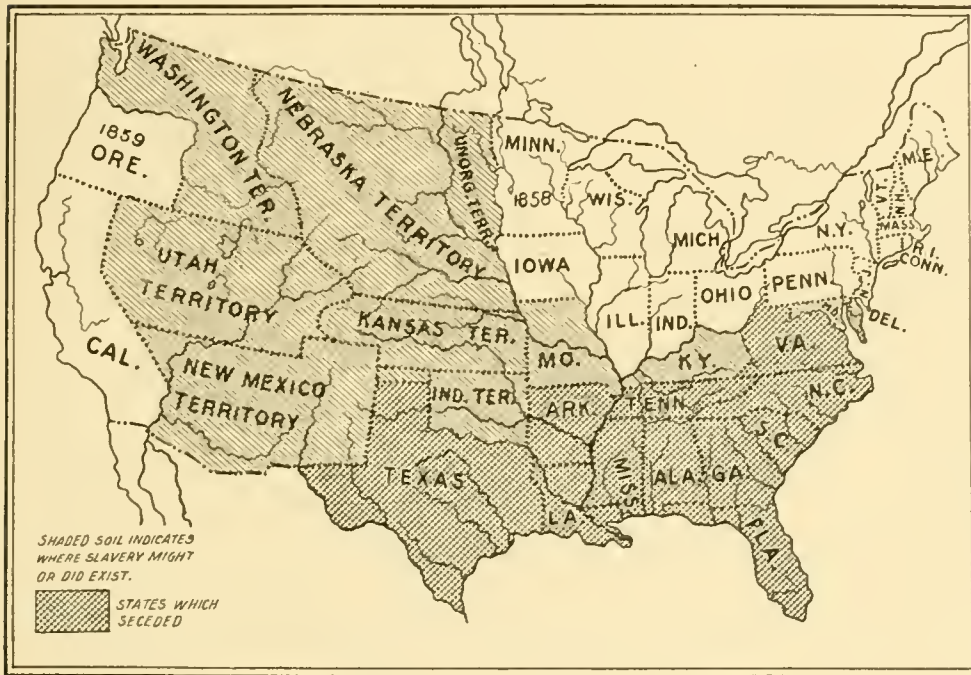 WASHINGTON TER.
1859
ORE.
NEBRASKA TERRITORY
UNORG. TERR.
MINN.
1858
WIS.
MICH
M.E.
V.T.
N.H.
MASS.
R.I.
CONN.
N.Y.
N.J.
UTAH
TERRITORY
IOWA
PENN
OHIO
ILL.
IND.
DEL.
CAL.
KANSAS TER.
MO.
KY.
VA.
NEW MEXICO
TERRITORY
IND. TER.
ARK.
TENN.
N.C.
S.C.
TEXAS
LA.
MISS.
ALA.
GA.
FLA.
SHADED SOIL INDICATES
WHERE SLAVERY MIGHT
OR DID EXIST.
STATES WHICH
SECEDED